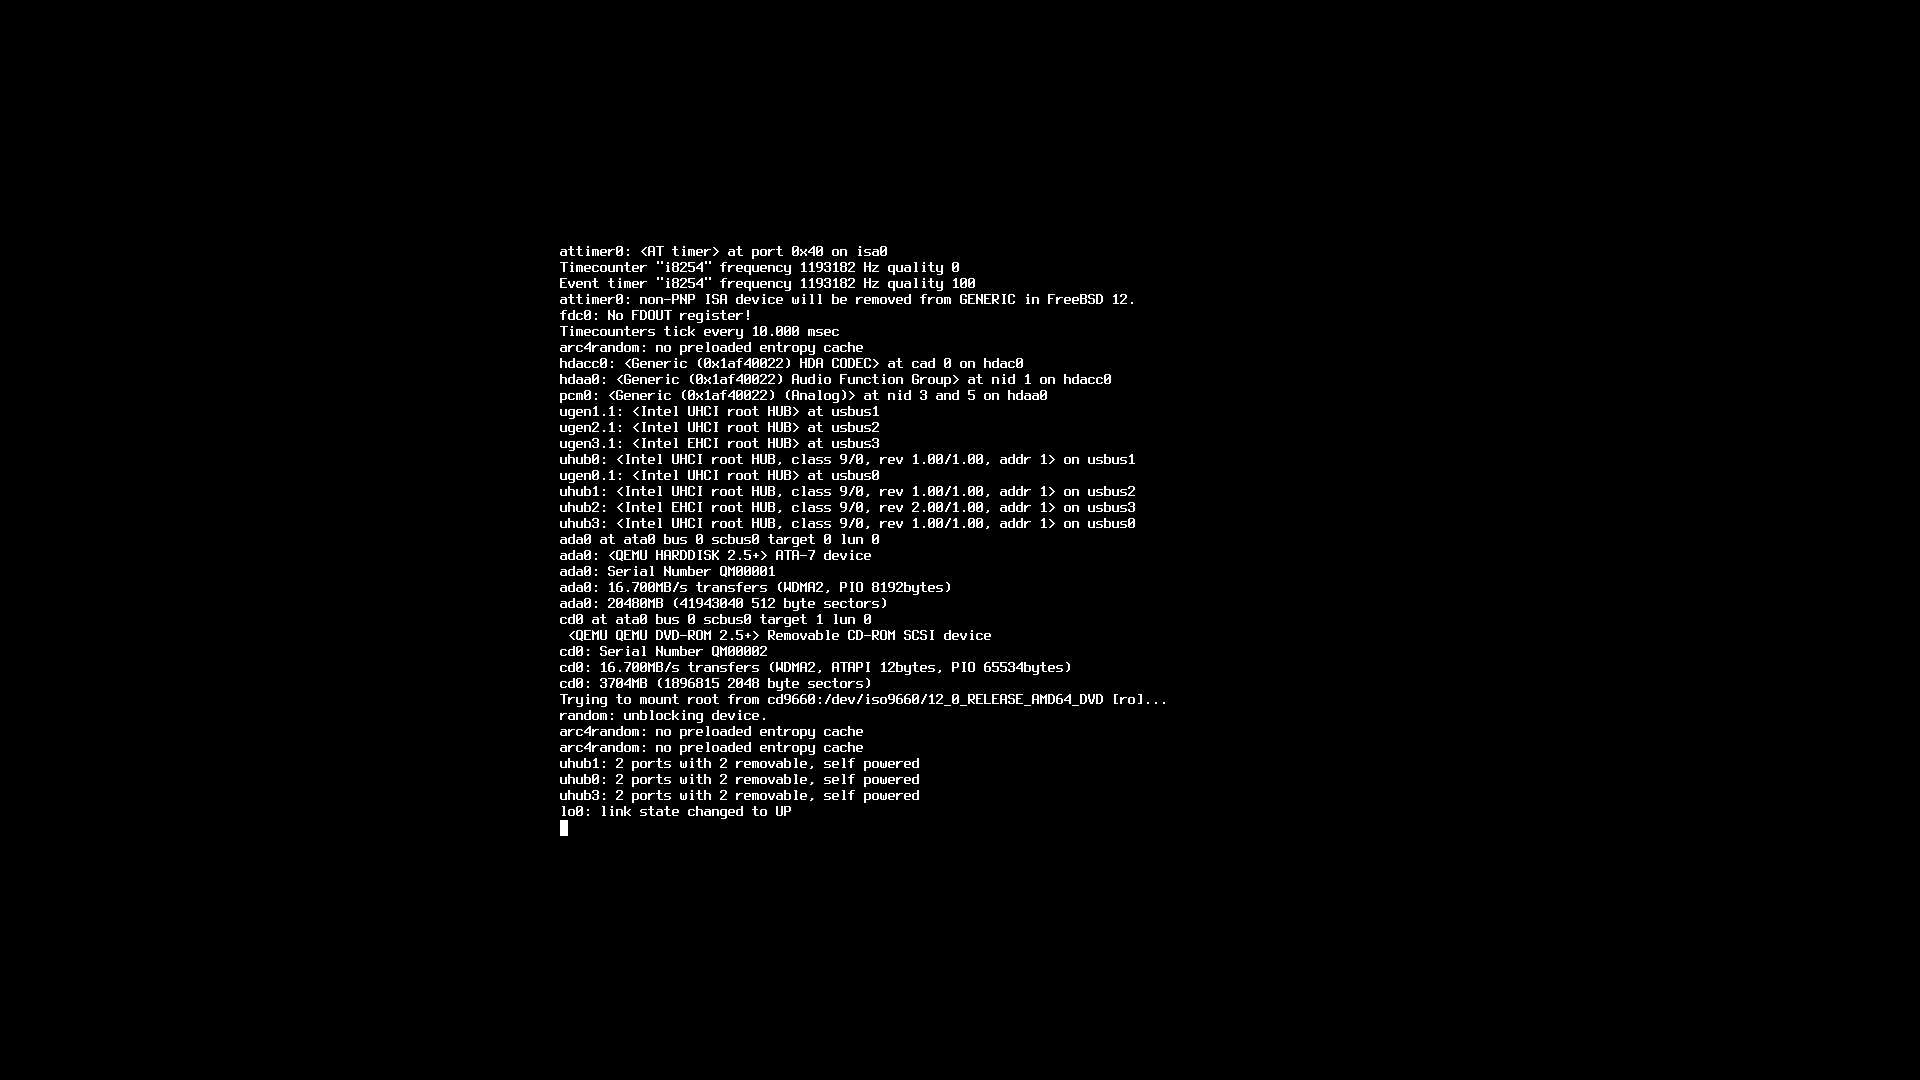 attimer0: <AT timer> at port 0x40 on isa0
Timecounter "i8254" frequency 1193182 Hz quality 0
Event timer "i8254" frequency 1193182 Hz quality 100
attimer0: non-PNP ISA device will be removed from GENERIC in FreeBSD 12.
fdc0: No FDOUT register!
Timecounters tick every 10.000 msec
arc4random: no preloaded entropy cache
hdacc0: <Generic (0x1af40022) HDA CODEC> at cad 0 on hdac0
hdaa0: <Generic (0x1af40022) Audio Function Group> at nid 1 on hdacc0
pcm0: <Generic (0x1af40022) (Analog)> at nid 3 and 5 on hdaa0
ugen1.1: <Intel UHCI root HUB> at usbus1
ugen2.1: <Intel UHCI root HUB> at usbus2
ugen3.1: <Intel EHCI root HUB> at usbus3
uhub0: <Intel UHCI root HUB, class 9/0, rev 1.00/1.00, addr 1> on usbus1
ugen0.1: <Intel UHCI root HUB> at usbus0
uhub1: <Intel UHCI root HUB, class 9/0, rev 1.00/1.00, addr 1> on usbus2
uhub2: <Intel EHCI root HUB, class 9/0, rev 2.00/1.00, addr 1> on usbus3
uhub3: <Intel UHCI root HUB, class 9/0, rev 1.00/1.00, addr 1> on usbus0
ada0 at ata0 bus 0 scbus0 target 0 lun 0
ada0: <QEMU HARDDISK 2.5+> ATA-7 device
ada0: Serial Number QM00001
ada0: 16.700MB/s transfers (WDMA2, PIO 8192bytes)
ada0: 20480MB (41943040 512 byte sectors)
cd0 at ata0 bus 0 scbus0 target 1 lun 0
<QEMU QEMU DVD-ROM 2.5+> Removable CD-ROM SCSI device
cd0: Serial Number QM00002
cd0: 16.700MB/s transfers (WDMA2, ATAPI 12bytes, PIO 65534bytes)
cd0: 3704MB (1896815 2048 byte sectors)
Trying to mount root from cd9660:/dev/iso9660/12_0_RELEASE_AMD64_DVD [ro]...
random: unblocking device.
arc4random: no preloaded entropy cache
arc4random: no preloaded entropy cache
uhub1: 2 ports with 2 removable, self powered
uhub0: 2 ports with 2 removable, self powered
uhub3: 2 ports with 2 removable, self powered
lo0: link state changed to UP